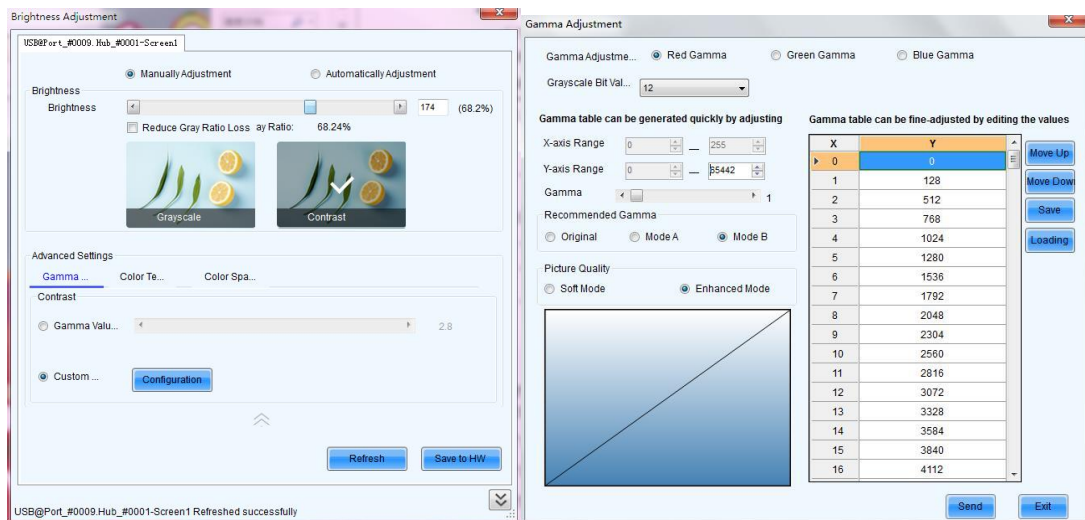 Brightness Adjustment
USB@Port_#0009.Hub_#0001-Screen1
Manually Adjustment
Automatically Adjustment
Brightness
Brightness
174
(68.2%)
Reduce Gray Ratio Loss
ay Ratio:
68.24%
Grayscale
Contrast
Advanced Settings
Gamma ...
Color Te...
Color Spa...
Contrast
Gamma Valu...
2.8
Custom ...
Configuration
Refresh
Save to HW
USB@Port_#0009.Hub_#0001-Screen1 Refreshed successfully
Gamma Adjustment
Gamma Adjustme...
Red Gamma
Green Gamma
Blue Gamma
Grayscale Bit Val...
12
Gamma table can be generated quickly by adjusting
X-axis Range
0
—
255
Y-axis Range
0
—
65442
Gamma
1
Recommended Gamma
Original
Mode A
Mode B
Picture Quality
Soft Mode
Enhanced Mode
Gamma table can be fine-adjusted by editing the values
X Y
0 0
1 128
2 512
3 768
4 1024
5 1280
6 1536
7 1792
8 2048
9 2304
10 2560
11 2816
12 3072
13 3328
14 3584
15 3840
16 4112
Move Up
Move Dow
Save
Loading
Send
Exit